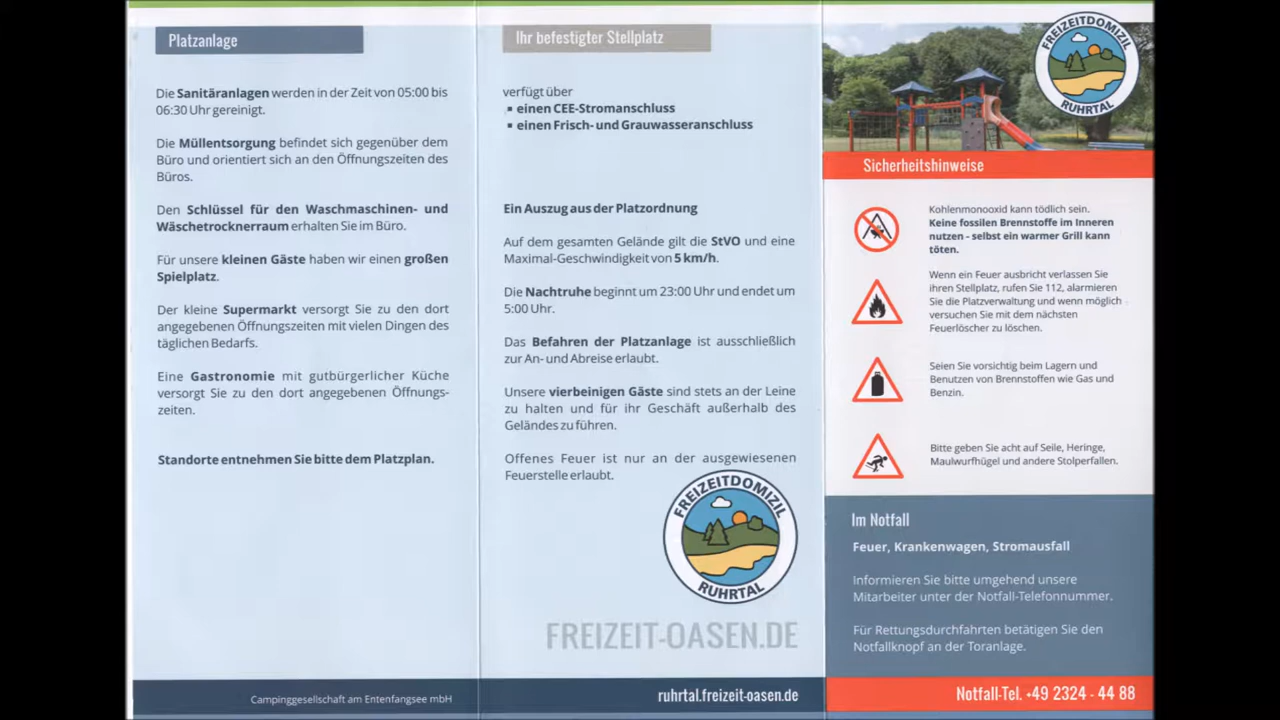 Platzanlage
Die Sanitäranlagen werden in der Zeit von 05:00 bis
06:30 Uhr gereinigt.
Die Müllentsorgung befindet sich gegenüber dem
Büro und orientiert sich an den Öffnungszeiten des
Büros.
Den Schlüssel für den Waschmaschinen- und
Wäschetrocknerraum erhalten Sie im Büro.
Für unsere kleinen Gäste haben wir einen großen
Spielplatz.
Der kleine Supermarkt versorgt Sie zu den dort
angegebenen Öffnungszeiten mit vielen Dingen des
täglichen Bedarfs.
Eine Gastronomie mit gutbürgerlicher Küche
versorgt Sie zu den dort angegebenen Öffnungs-
zeiten.
Standorte entnehmen Sie bitte dem Platzplan.
Campinggesellschaft am Entenfangsee mbH
Ihr befestigter Stellplatz
verfügt über
▪ einen CEE-Stromanschluss
▪ einen Frisch- und Grauwasseranschluss
Ein Auszug aus der Platzordnung
Auf dem gesamten Gelände gilt die StVO und eine
Maximal-Geschwindigkeit von 5 km/h.
Die Nachtruhe beginnt um 23:00 Uhr und endet um
5:00 Uhr.
Das Befahren der Platzanlage ist ausschließlich
zur An- und Abreise erlaubt.
Unsere vierbeinigen Gäste sind stets an der Leine
zu halten und für ihr Geschäft außerhalb des
Geländes zu führen.
Offenes Feuer ist nur an der ausgewiesenen
Feuerstelle erlaubt.
FREIZEITDOMIZIL
RUHRTAL
FREIZEIT-OASEN.DE
ruhrtal.freizeit-oasen.de
FREIZEITDOMIZIL
RUHRTAL
Sicherheitshinweise
Kohlenmonooxid kann tödlich sein.
Keine fossilen Brennstoffe im Inneren
nutzen - selbst ein warmer Grill kann
töten.
Wenn ein Feuer ausbricht verlassen Sie
ihren Stellplatz, rufen Sie 112, alarmieren
Sie die Platzverwaltung und wenn möglich
versuchen Sie mit dem nächsten
Feuerlöscher zu löschen.
Seien Sie vorsichtig beim Lagern und
Benutzen von Brennstoffen wie Gas und
Benzin.
Bitte geben Sie acht auf Seile, Heringe,
Maulwurfhügel und andere Stolperfallen.
Im Notfall
Feuer, Krankenwagen, Stromausfall
Informieren Sie bitte umgehend unsere
Mitarbeiter unter der Notfall-Telefonnummer.
Für Rettungsdurchfahrten betätigen Sie den
Notfallknopf an der Toranlage.
Notfall-Tel. +49 2324 - 44 88